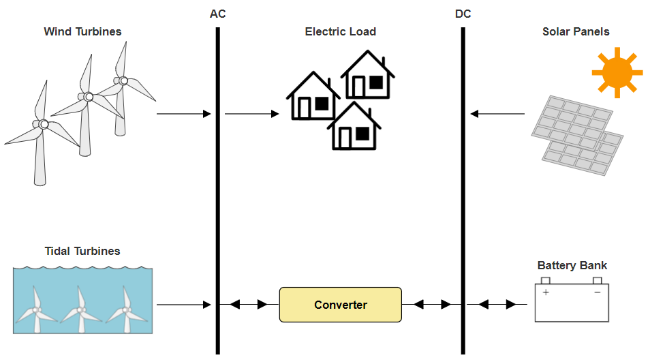 AC
DC
Wind Turbines
Electric Load
Solar Panels
Tidal Turbines
Battery Bank
Converter
+ −